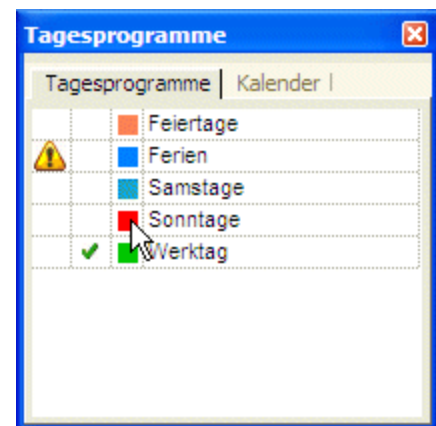 Tagesprogramme
Tagesprogramme Kalender
Feiertage
Ferien
Samstage
Sonntage
Werktag